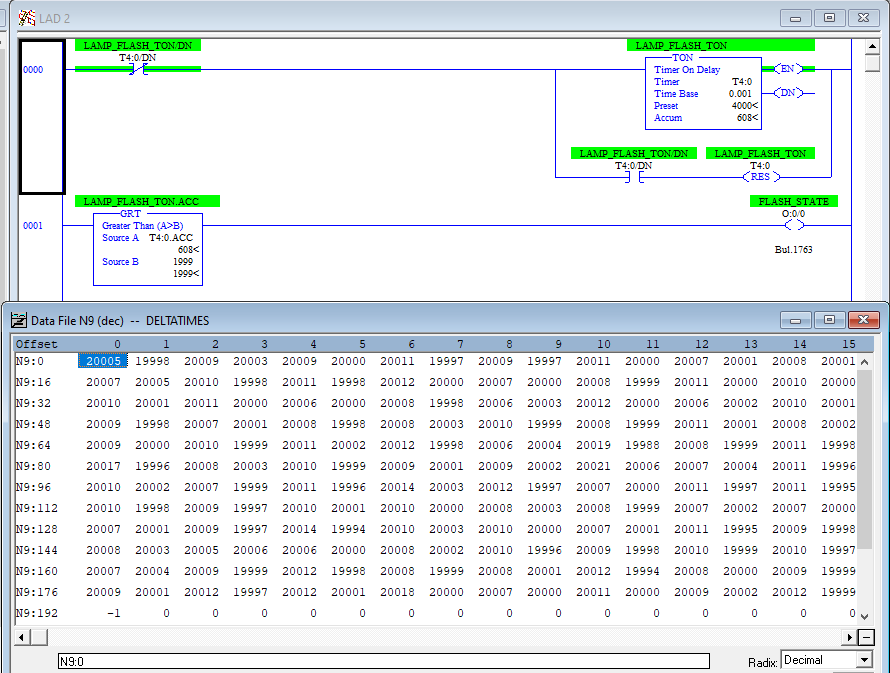 LAD 2
LAMP_FLASH_TON/DN LAMP_FLASH_TON
T4:0/DN TON
0000 Timer On Delay EN
Timer T4:0
Time Base 0.001 DN
Preset 4000<
Accum 608<
LAMP_FLASH_TON/DN LAMP_FLASH_TON
T4:0/DN T4:0
RES
LAMP_FLASH_TON.ACC FLASH_STATE
GRT O:0/0
0001 Greater Than (A>B)
Source A T4:0.ACC
608< Bul.1763
Source B 1999
1999<
Data File N9 (dec) -- DELTATIMES
Offset 0 1 2 3 4 5 6 7 8 9 10 11 12 13 14 15
N9:0 20005 19998 20009 20003 20009 20000 20011 19997 20009 19997 20011 20000 20007 20001 20008 20001
N9:16 20007 20005 20010 19998 20011 19998 20012 20000 20007 20000 20008 19999 20011 20000 20010 20000
N9:32 20010 20001 20011 20000 20006 20000 20008 19998 20006 20003 20012 20000 20006 20002 20010 20001
N9:48 20009 19998 20007 20001 20008 19998 20008 20003 20010 19999 20008 19999 20011 20001 20008 20002
N9:64 20009 20000 20010 19999 20011 20002 20012 19998 20006 20004 20019 19988 20008 19999 20011 19998
N9:80 20017 19996 20008 20003 20010 19999 20009 20001 20009 20002 20021 20006 20007 20004 20011 19996
N9:96 20010 20002 20007 19999 20011 19996 20014 20003 20012 19997 20007 20000 20011 19997 20011 19995
N9:112 20010 19998 20009 19997 20010 20001 20010 20000 20008 20003 20008 19999 20007 20002 20007 20000
N9:128 20007 20001 20009 19997 20014 19994 20010 20003 20010 20000 20007 20001 20011 19995 20009 19998
N9:144 20008 20003 20005 20006 20006 20000 20008 20002 20010 19996 20009 19998 20010 19999 20010 19997
N9:160 20007 20004 20009 19999 20012 19998 20008 19999 20008 20001 20012 19994 20008 20000 20009 19999
N9:176 20009 20001 20012 19997 20012 20001 20018 20000 20007 20000 20011 20000 20009 20002 20012 19999
N9:192 -1 0 0 0 0 0 0 0 0 0 0 0 0 0 0 0
N9:0 Radix: Decimal